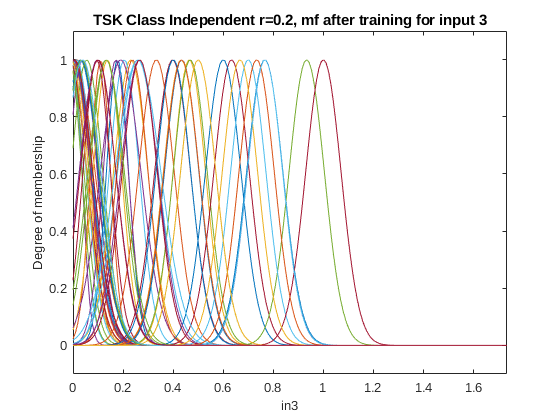 TSK Class Independent r=0.2, mf after training for input 3
Degree of membership
1
0.8
0.6
0.4
0.2
0
0 0.2 0.4 0.6 0.8 1 1.2 1.4 1.6
in3